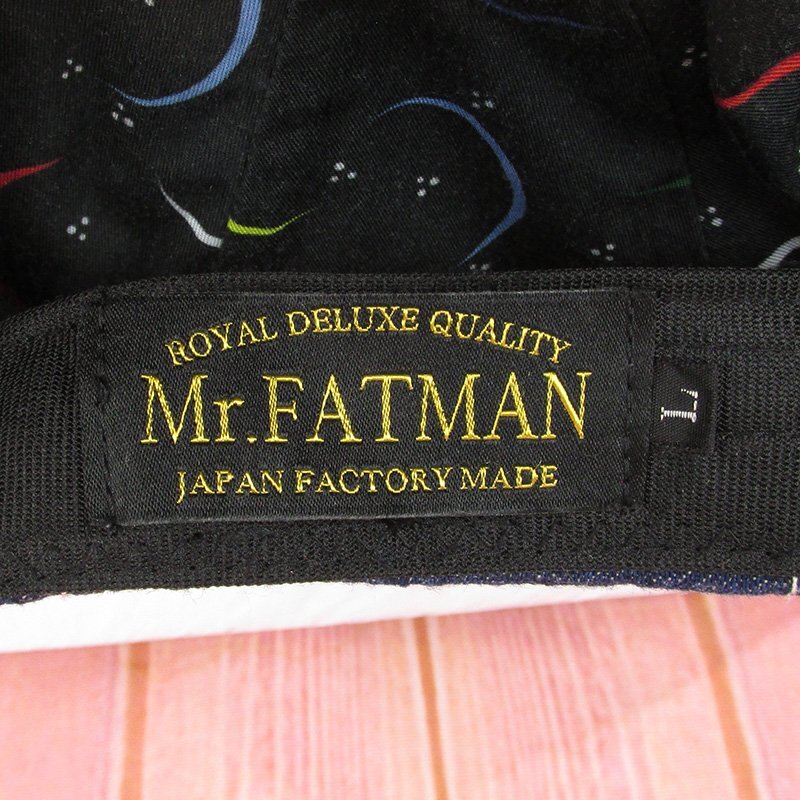 ROYAL DELUXE QUALITY
Mr.FATMAN
JAPAN FACTORY MADE
L